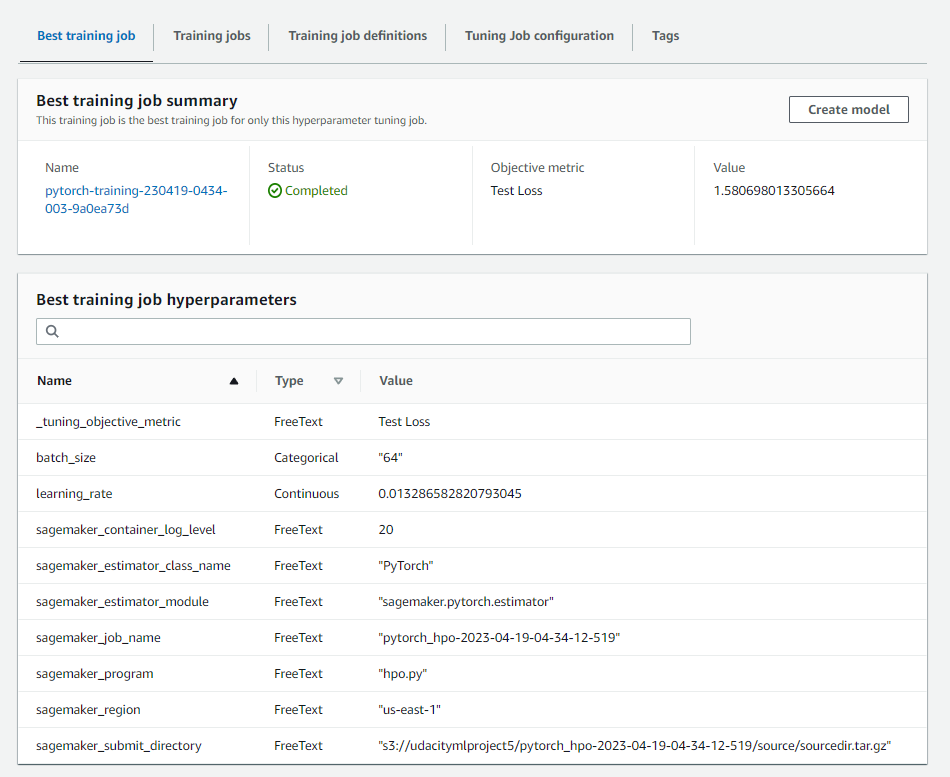 Best training job Training jobs Training job definitions Tuning Job configuration Tags
Best training job summary
This training job is the best training job for only this hyperparameter tuning job.
Create model
Name Status Objective metric Value
pytorch-training-230419-0434- Completed Test Loss 1.580698013305664
003-9a0ea73d
Best training job hyperparameters
Name Type Value
_tuning_objective_metric FreeText Test Loss
batch_size Categorical "64"
learning_rate Continuous 0.013286582820793045
sagemaker_container_log_level FreeText 20
sagemaker_estimator_class_name FreeText "PyTorch"
sagemaker_estimator_module FreeText "sagemaker.pytorch.estimator"
sagemaker_job_name FreeText "pytorch_hpo-2023-04-19-04-34-12-519"
sagemaker_program FreeText "hpo.py"
sagemaker_region FreeText "us-east-1"
sagemaker_submit_directory FreeText "s3://udacitymlproject5/pytorch_hpo-2023-04-19-04-34-12-519/source/sourcedir.tar.gz"